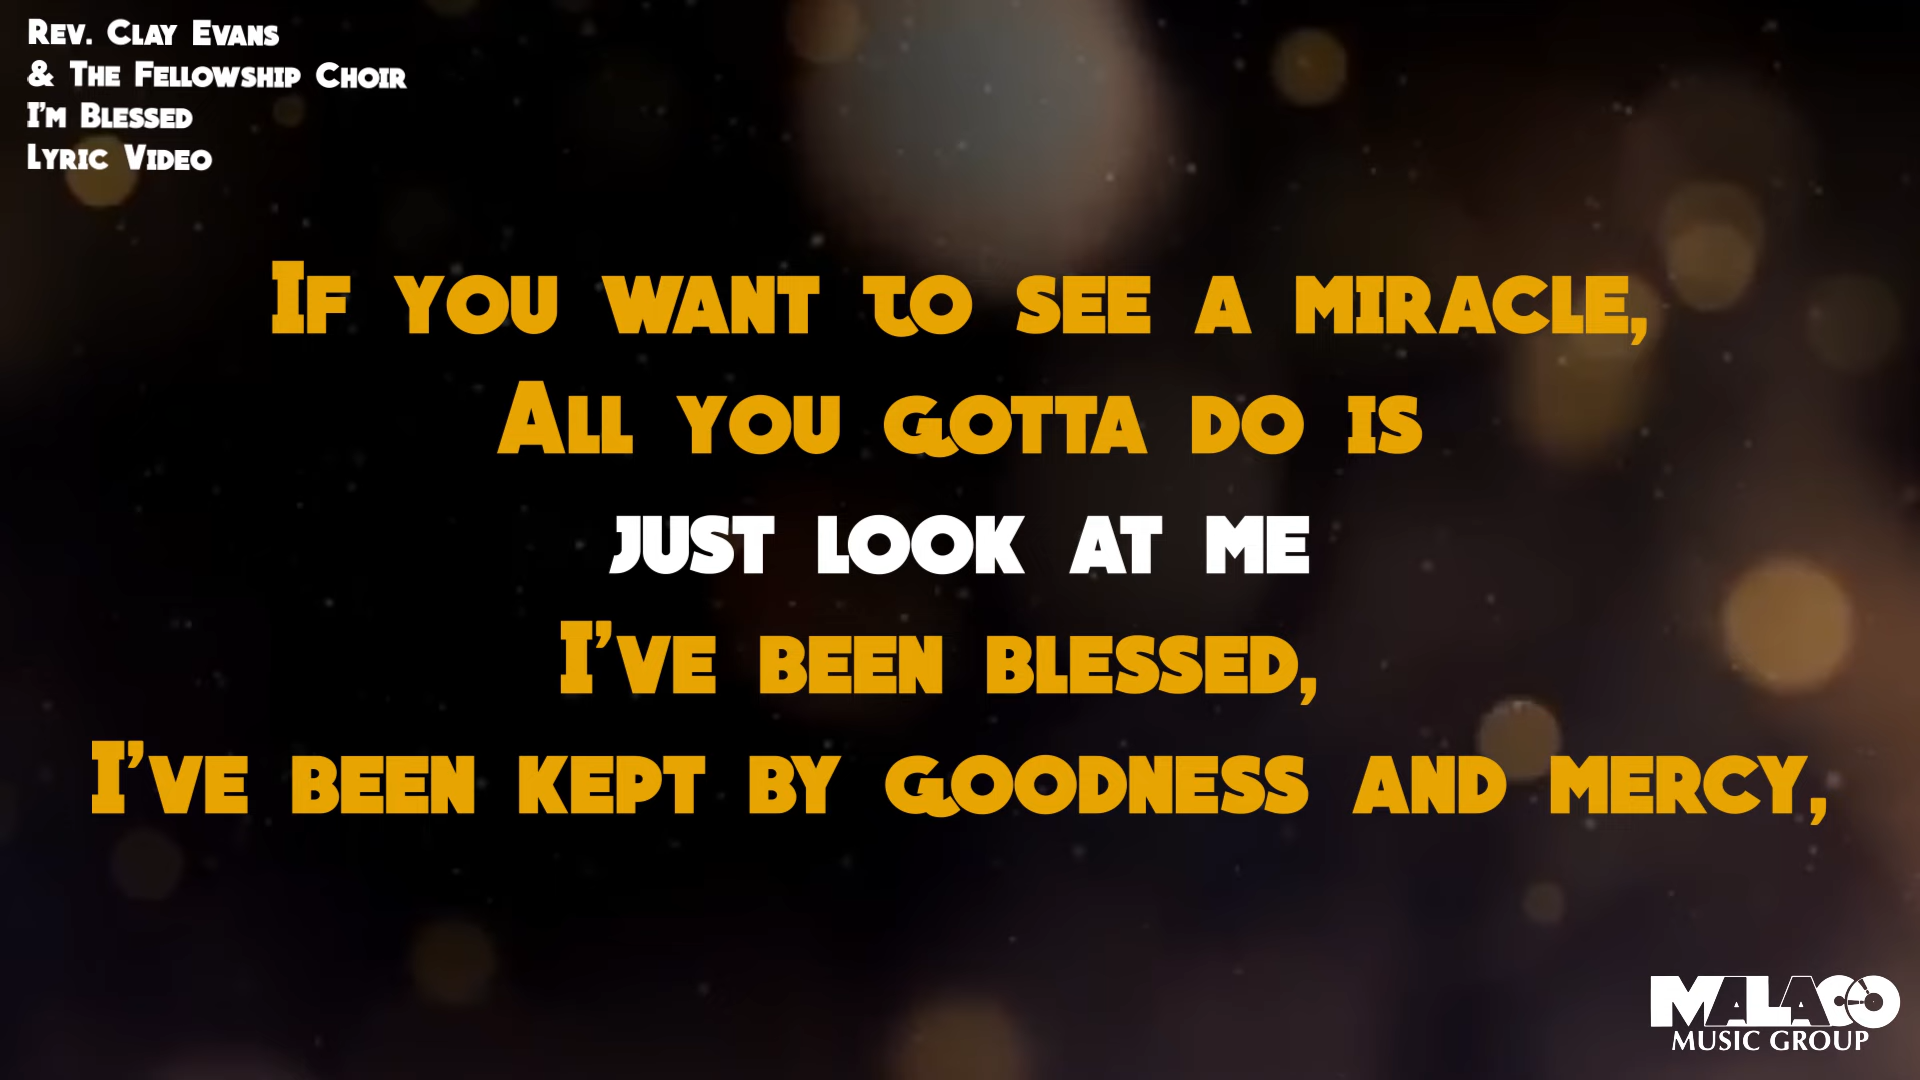 Rev. Clay Evans
& The Fellowship Choir
I'm Blessed
Lyric Video
If you want to see a miracle,
All you gotta do is
just look at me
I've been blessed,
I've been kept by goodness and mercy,
MALACO
MUSIC GROUP